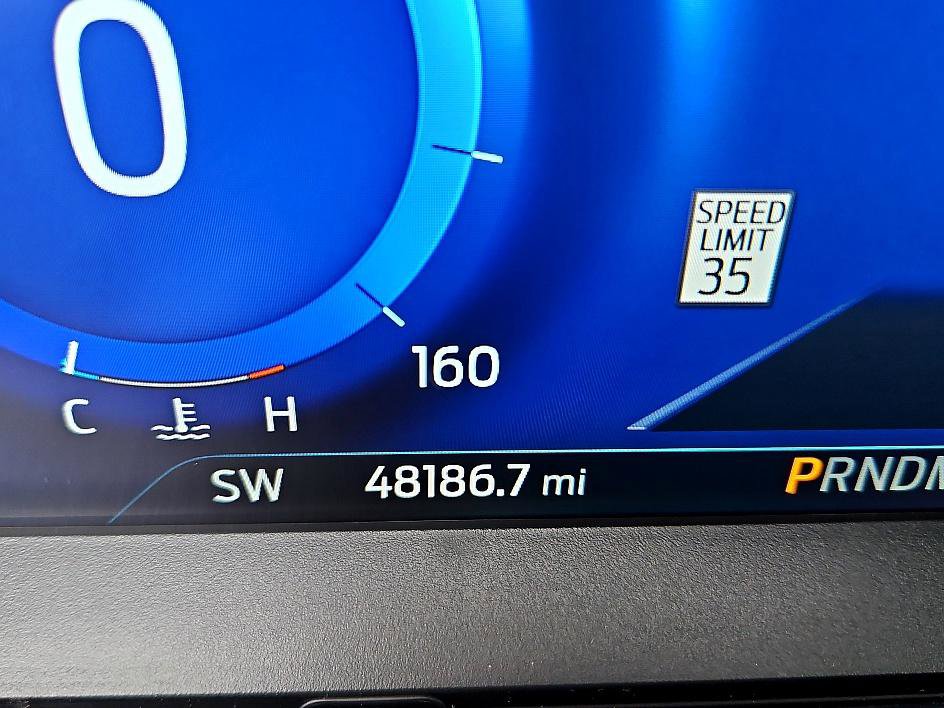 0
SPEED
LIMIT
35
160
C H
SW 48186.7 mi PRNDM